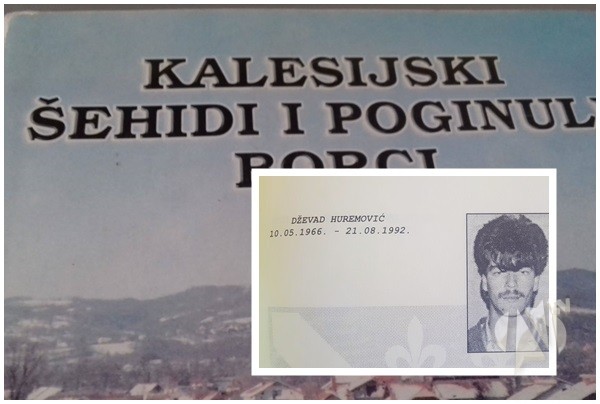 KALESIJSKI
ŠEHIDI I POGINULI
BORCI
DŽEVAD HUREMOVIĆ
10.05.1966. - 21.08.1992.